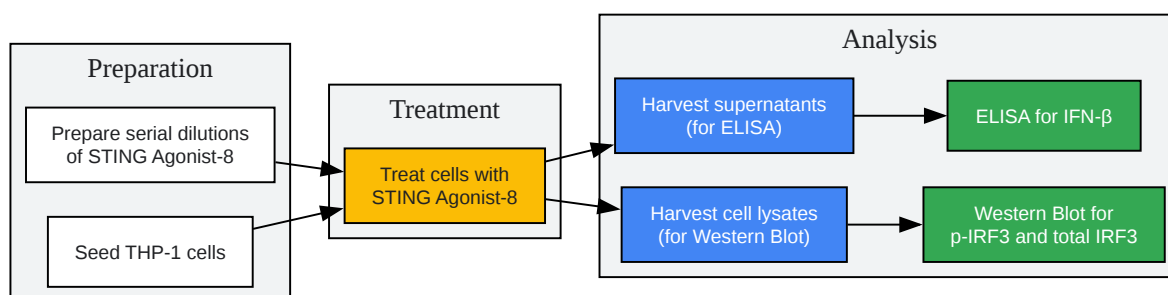 Preparation
Prepare serial dilutions
of STING Agonist-8
Seed THP-1 cells
Treatment
Treat cells with
STING Agonist-8
Analysis
Harvest supernatants
(for ELISA)
ELISA for IFN-β
Harvest cell lysates
(for Western Blot)
Western Blot for
p-IRF3 and total IRF3